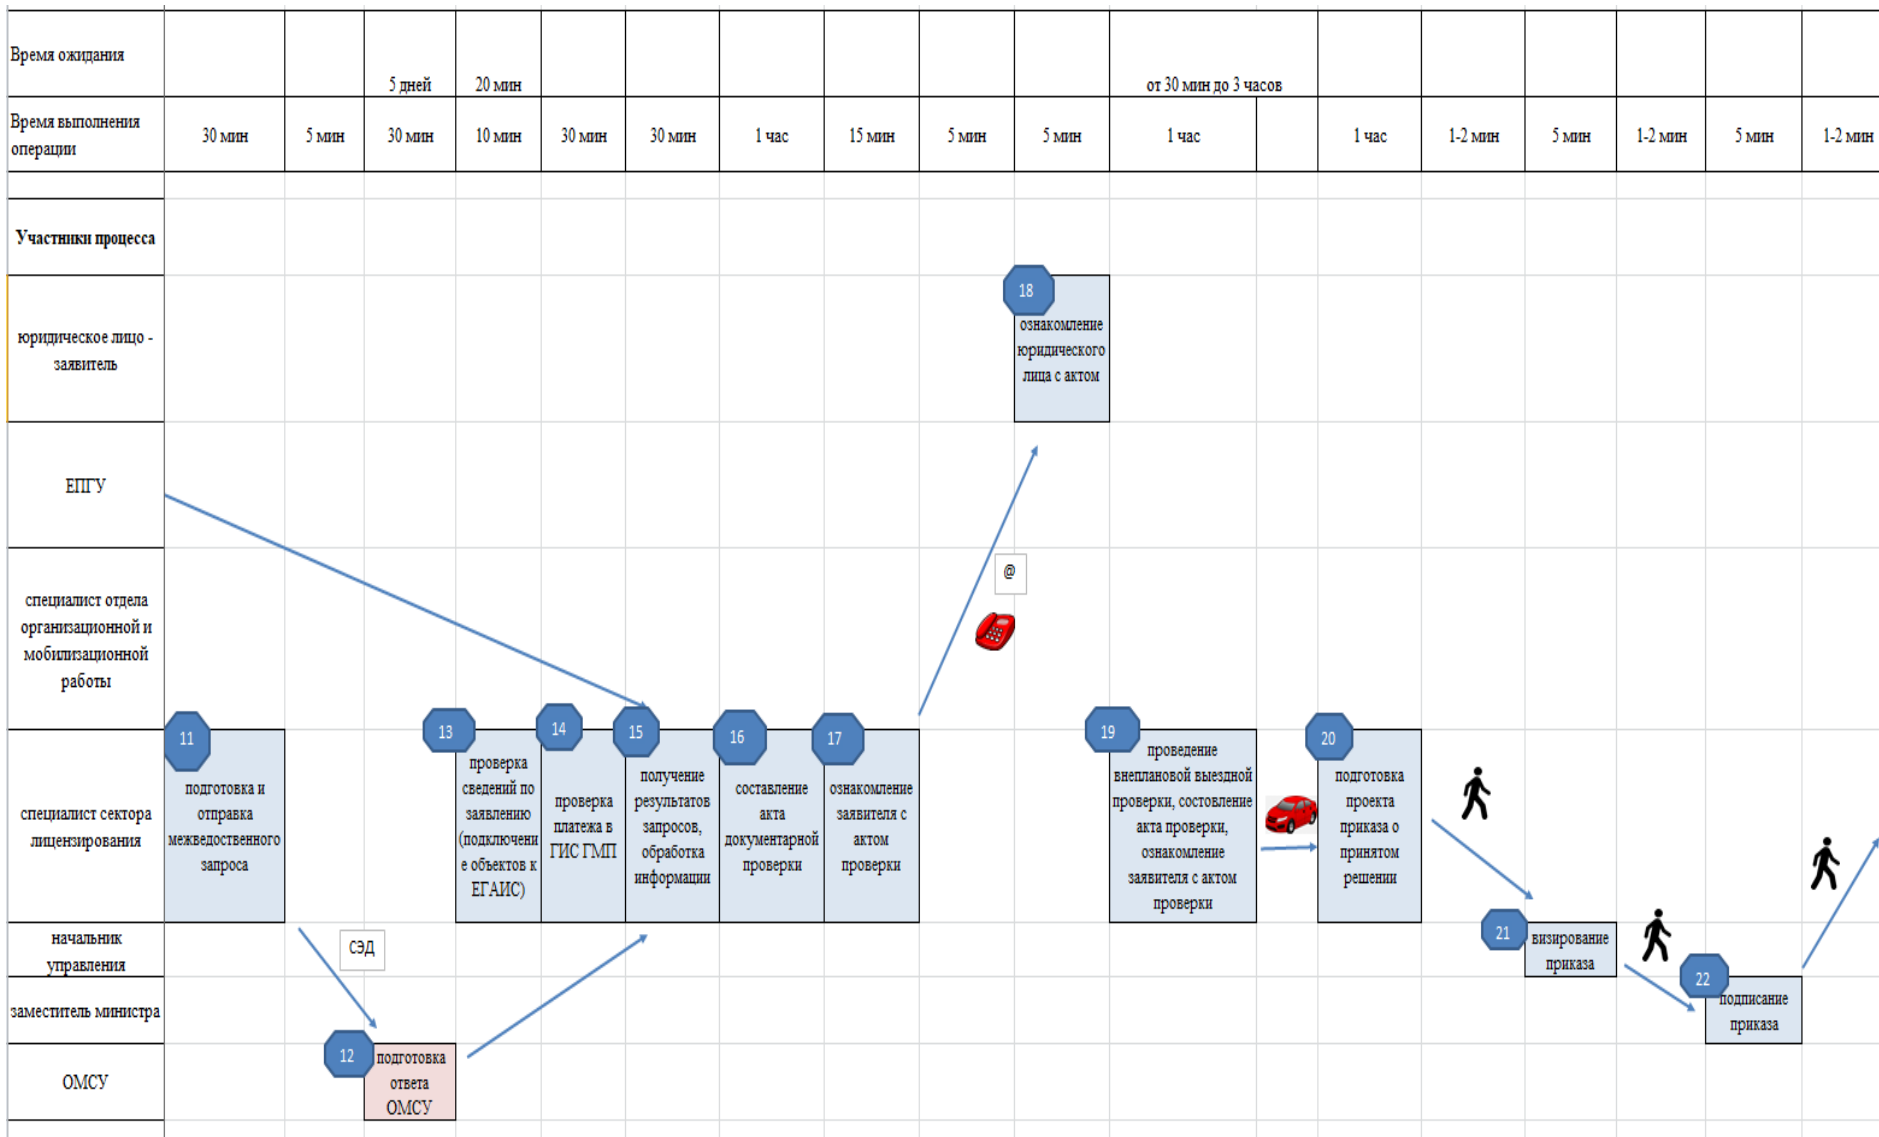 Время ожидания
5 дней
20 мин
от 30 мин до 3 часов
Время выполнения
операции
30 мин
5 мин
30 мин
10 мин
30 мин
30 мин
1 час
15 мин
5 мин
5 мин
1 час
1 час
1-2 мин
5 мин
1-2 мин
5 мин
1-2 мин
Участники процесса
юридическое лицо -
заявитель
18
ознакомление
юридического
лица с актом
ЕПГУ
специалист отдела
организационной и
мобилизационной
работы
@
специалист сектора
лицензирования
11
подготовка и
отправка
межведоственного
запроса
13
проверка
сведений по
заявлению
(подключени
е объектов к
ЕГАИС)
14
проверка
платежа в
ГИС ГМП
15
получение
результатов
запросов,
обработка
информации
16
составление
акта
документарной
проверки
17
ознакомление
заявителя с
актом
проверки
19
проведение
внеплановой выездной
проверки, состовление
акта проверки,
ознакомление
заявителя с актом
проверки
20
подготовка
проекта
приказа о
принятом
решении
начальник
управления
СЭД
21
визирование
приказа
заместитель министра
22
подписание
приказа
ОМСУ
12
подготовка
ответа
ОМСУ